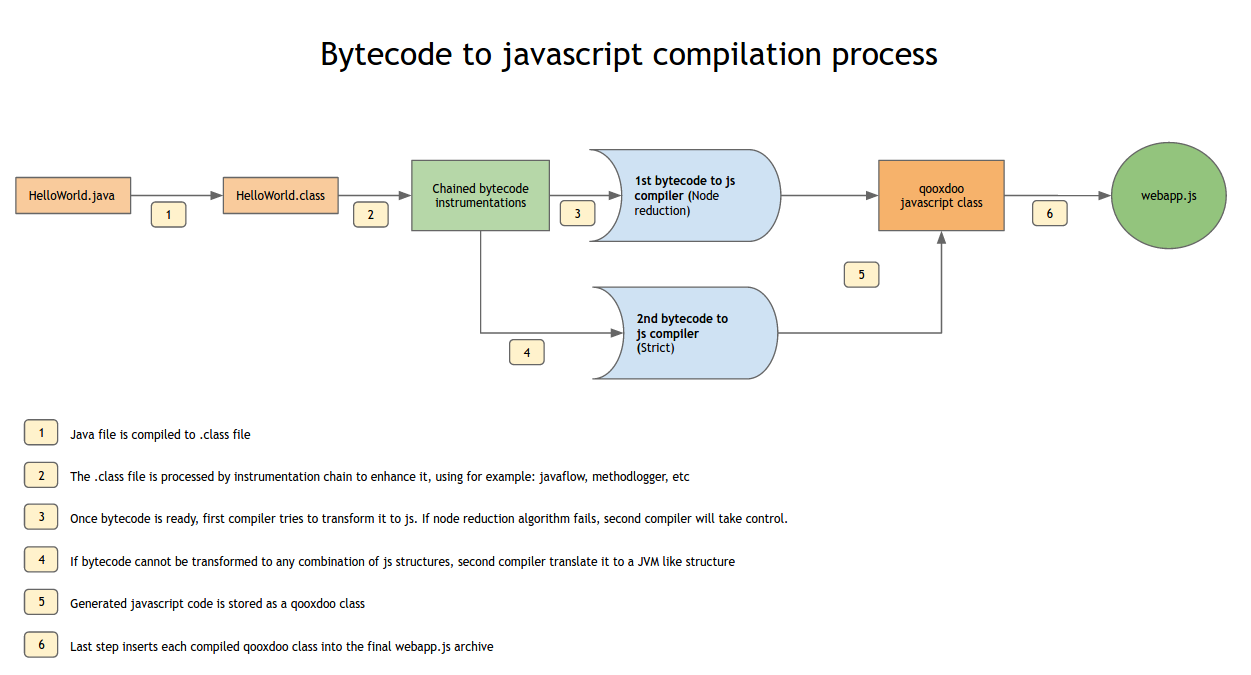 Bytecode to javascript compilation process
HelloWorld.java
1
HelloWorld.class
2
Chained bytecode
instrumentations
3
1st bytecode to js
compiler (Node
reduction)
qooxdoo
javascript class
6
webapp.js
5
4
2nd bytecode to
js compiler
(Strict)
1 Java file is compiled to .class file
2 The .class file is processed by instrumentation chain to enhance it, using for example: javaflow, methodlogger, etc
3 Once bytecode is ready, first compiler tries to transform it to js. If node reduction algorithm fails, second compiler will take control.
4 If bytecode cannot be transformed to any combination of js structures, second compiler translate it to a JVM like structure
5 Generated javascript code is stored as a qooxdoo class
6 Last step inserts each compiled qooxdoo class into the final webapp.js archive